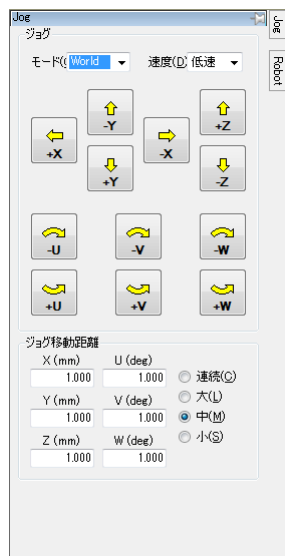 Jog
Jog
Robot
ジョグ
モード(( World 速度(D) 低速
-Y +Z
+X -X
+Y -Z
-U -V -W
+U +V +W
ジョグ移動距離
X (mm) U (deg)
1.000 1.000 連続(C)
Y (mm) V (deg) 大(L)
1.000 1.000 中(M)
Z (mm) W (deg) 小(S)
1.000 1.000